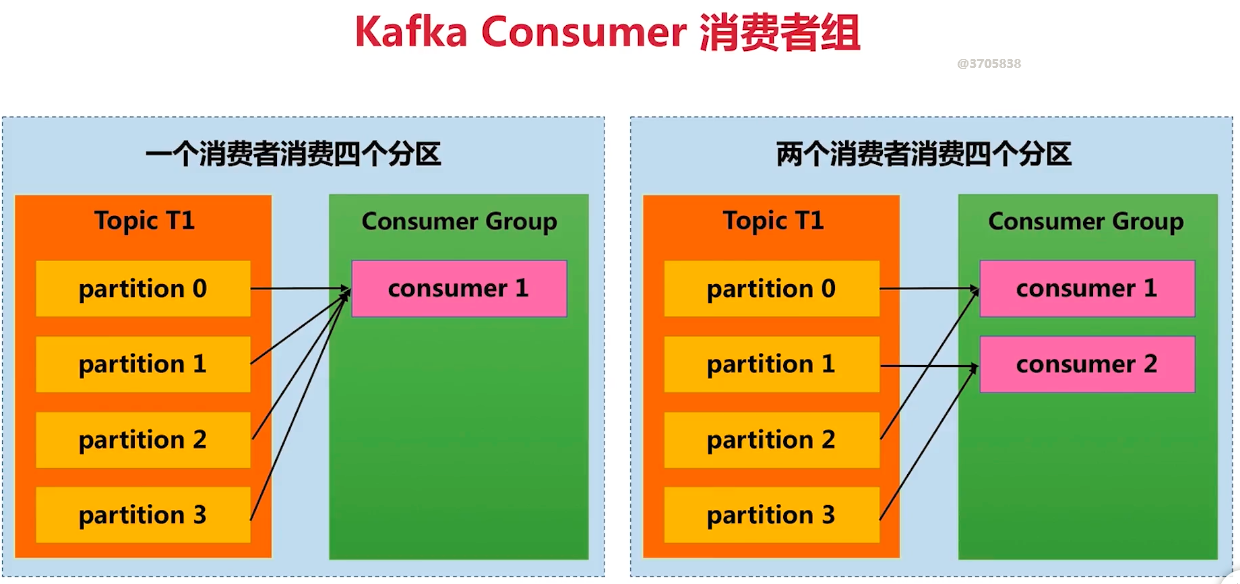 Kafka Consumer 消费者组
@3705838
一个消费者消费四个分区
Topic T1
partition 0
partition 1
partition 2
partition 3
Consumer Group
consumer 1
两个消费者消费四个分区
Topic T1
partition 0
partition 1
partition 2
partition 3
Consumer Group
consumer 1
consumer 2